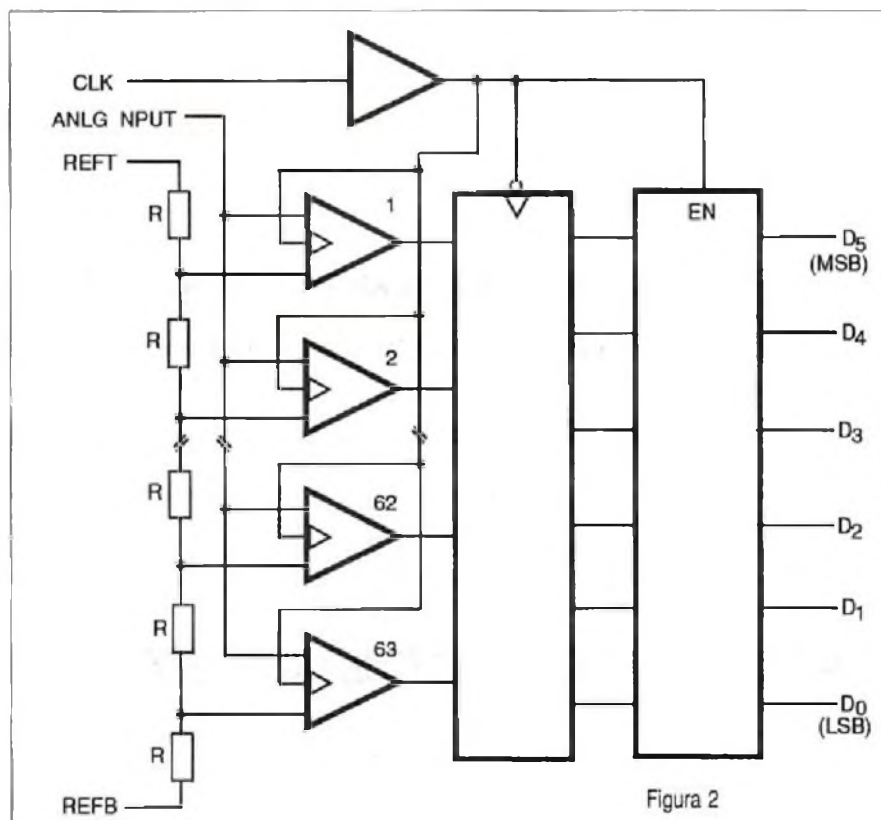 CLK
ANLG NPUT
REFT
R
1
EN
D5
(MSB)
R
2
D4
D3
R
62
D2
R
63
D1
D0
(LSB)
R
REFB
Figura 2